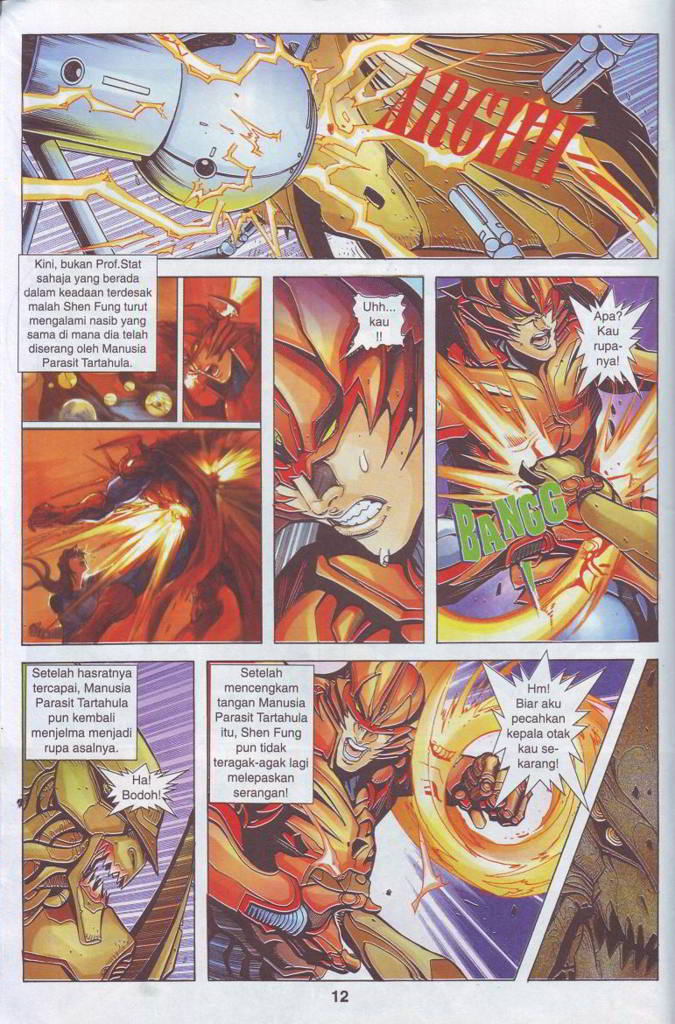 ARGHH
Kini, bukan Prof.Stat
sahaja yang berada
dalam keadaan terdesak
malah Shen Fung turut
mengalami nasib yang
sama di mana dia telah
diserang oleh Manusia
Parasit Tartahula.
Uhh...
kau
!!
Apa?
Kau
rupa-
nya!
BANGG
!
Setelah hasratnya
tercapai, Manusia
Parasit Tartahula
pun kembali
menjelma menjadi
rupa asalnya.
Ha!
Bodoh!
Setelah
mencengkam
tangan Manusia
Parasit Tartahula
itu, Shen Fung
pun tidak
teragak-agak lagi
melepaskan
serangan!
Hm!
Biar aku
pecahkan
kepala otak
kau se-
karang!
12